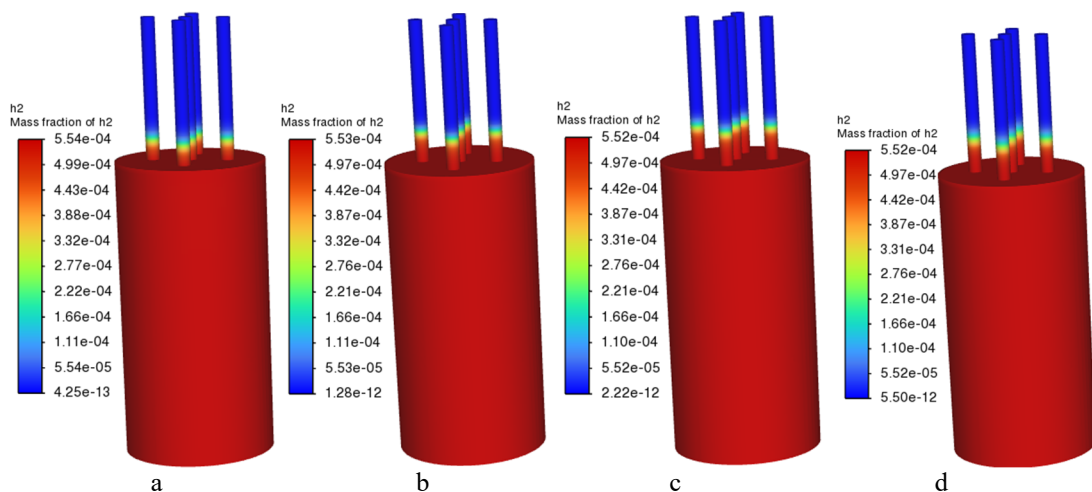 h2
Mass fraction of h2
5.54e-04
4.99e-04
4.43e-04
3.88e-04
3.32e-04
2.77e-04
2.22e-04
1.66e-04
1.11e-04
5.54e-05
4.25e-13
h2
Mass fraction of h2
5.53e-04
4.97e-04
4.42e-04
3.87e-04
3.32e-04
2.76e-04
2.21e-04
1.66e-04
1.11e-04
5.53e-05
1.28e-12
h2
Mass fraction of h2
5.52e-04
4.97e-04
4.42e-04
3.87e-04
3.31e-04
2.76e-04
2.21e-04
1.66e-04
1.10e-04
5.52e-05
2.22e-12
h2
Mass fraction of h2
5.52e-04
4.97e-04
4.42e-04
3.86e-04
3.31e-04
2.76e-04
2.21e-04
1.66e-04
1.10e-04
5.52e-05
5.50e-12
a
b
c
d